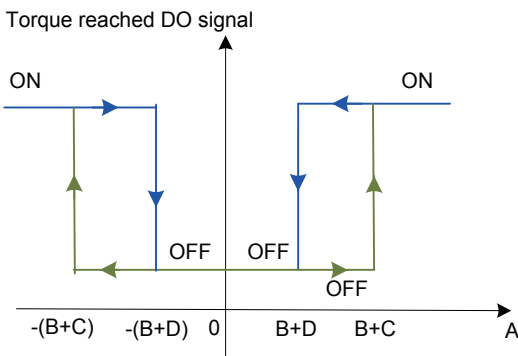 Torque reached DO signal
ON ON
OFF OFF
OFF
-(B+C) -(B+D) 0 B+D B+C A